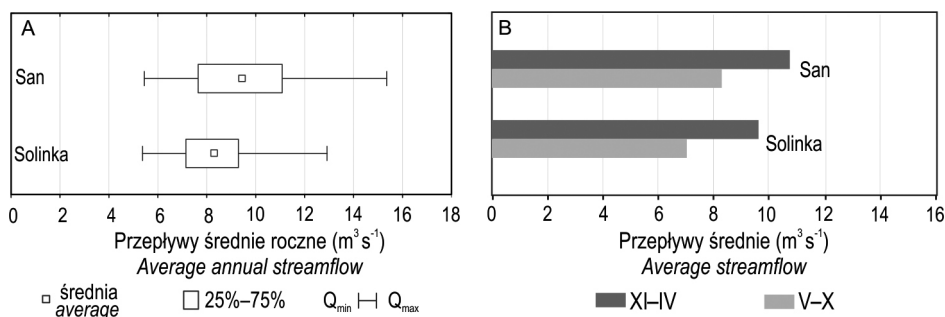 A
San
Solinka
0 2 4 6 8 10 12 14 16 18
Przepływy średnie roczne (m³ s⁻¹)
Average annual streamflow
średnia
average
25%–75%
Qmin Qmax
B
San
Solinka
0 2 4 6 8 10 12 14 16
Przepływy średnie (m³ s⁻¹)
Average streamflow
XI–IV
V–X